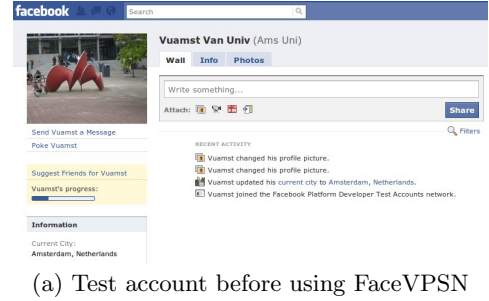 facebook Search
Vuamst Van Univ (Ams Uni)
Wall Info Photos
Write something...
Attach: Share
Filters
Send Vuamst a Message
Poke Vuamst
Suggest Friends for Vuamst
Vuamst's progress:
Information
Current City:
Amsterdam, Netherlands
RECENT ACTIVITY
Vuamst changed his profile picture.
Vuamst changed his profile picture.
Vuamst updated his current city to Amsterdam, Netherlands.
Vuamst joined the Facebook Platform Developer Test Accounts network.
(a) Test account before using FaceVPSN